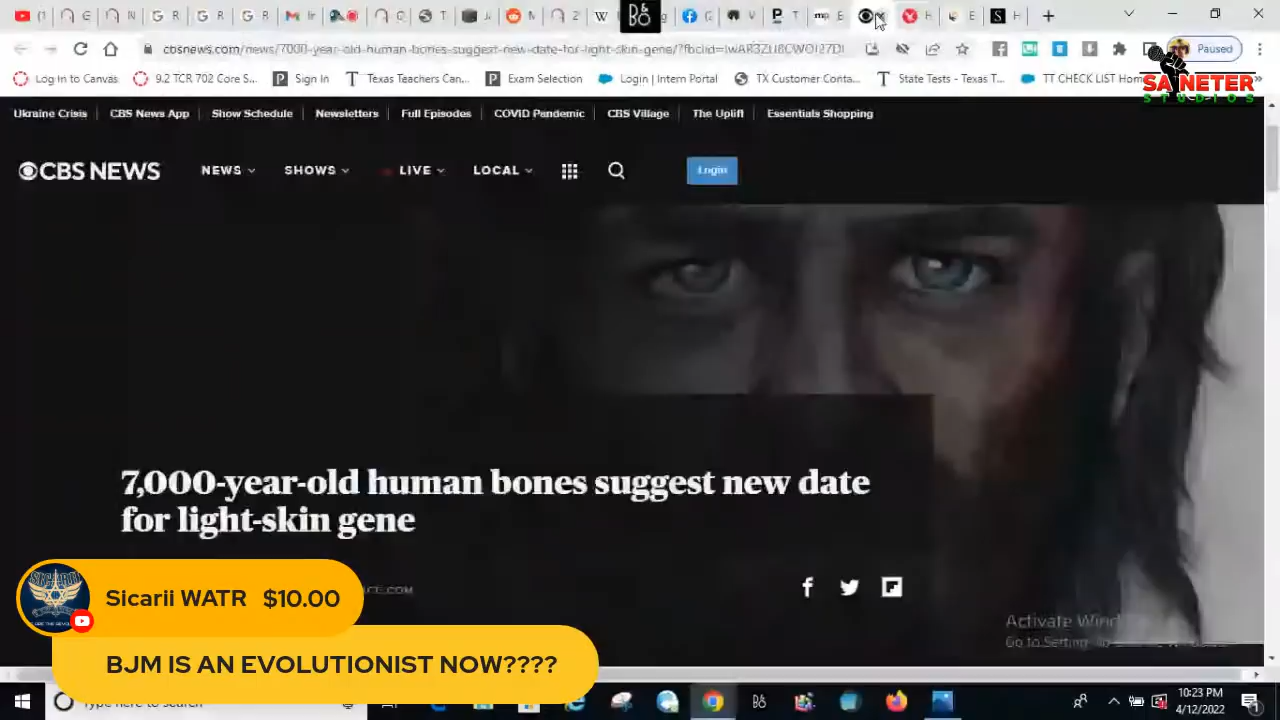 B&O
cbsnews.com/news/7000-year-old-human-bones-suggest-new-date-for-light-skin-gene/?fbclid=IwAR3ZU8CWOI27DI
Paused
Log In to Canvas
9.2 TCR 702 Core S...
Sign In
Texas Teachers Can...
Exam Selection
Login | Intern Portal
TX Customer Conta...
State Tests - Texas T...
TT CHECK LIST Hom
SA NETER
STUDIOS
Ukraine Crisis
CBS News App
Show Schedule
Newsletters
Full Episodes
COVID Pandemic
CBS Village
The Uplift
Essentials Shopping
CBS NEWS
NEWS
SHOWS
LIVE
LOCAL
Login
7,000-year-old human bones suggest new date
for light-skin gene
Sicarii WATR $10.00
BJM IS AN EVOLUTIONIST NOW????
Activate Wind
Type here to search
10:23 PM
4/12/2022